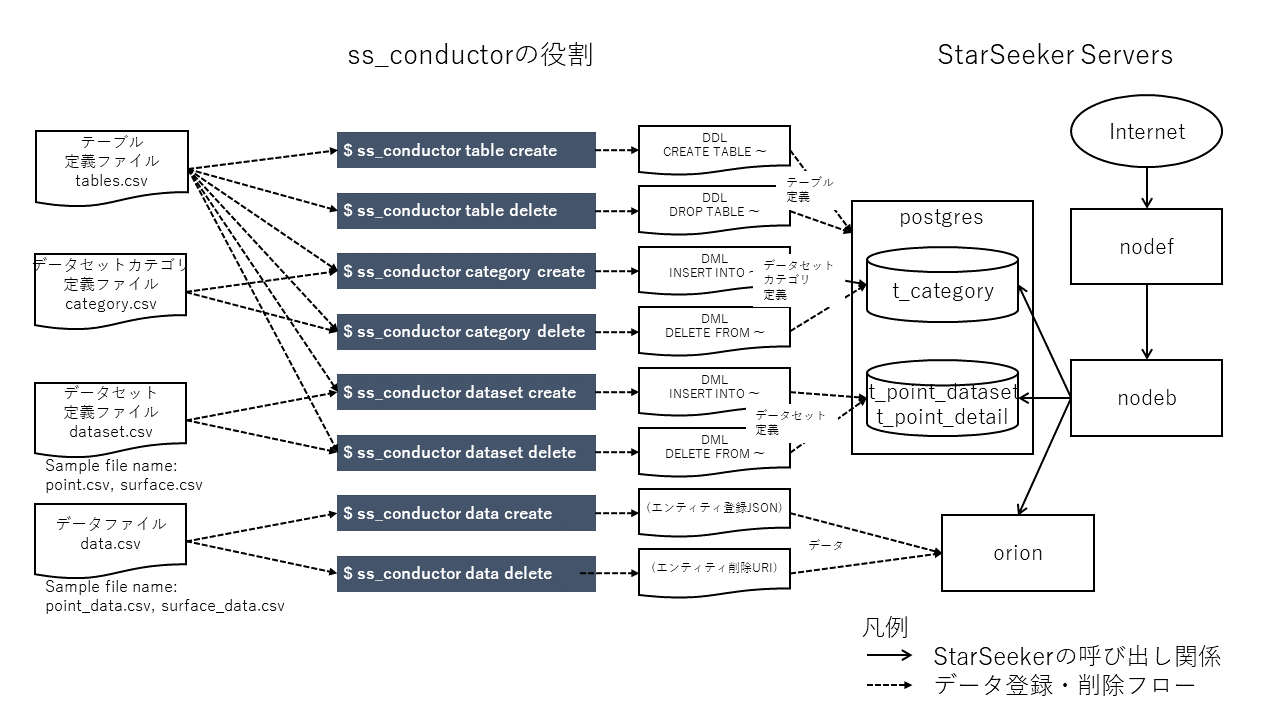 ss_conductorの役割
StarSeeker Servers
テーブル
定義ファイル
tables.csv
データセットカテゴリ
定義ファイル
category.csv
データセット
定義ファイル
dataset.csv
Sample file name:
point.csv, surface.csv
データファイル
data.csv
Sample file name:
point_data.csv, surface_data.csv
$ ss_conductor table create
$ ss_conductor table delete
$ ss_conductor category create
$ ss_conductor category delete
$ ss_conductor dataset create
$ ss_conductor dataset delete
$ ss_conductor data create
$ ss_conductor data delete
DDL
CREATE TABLE ～
DDL
DROP TABLE ～
DML
INSERT INTO ～
DML
DELETE FROM ～
DML
INSERT INTO ～
DML
DELETE FROM ～
(エンティティ登録JSON)
(エンティティ削除URI)
テーブル
定義
データセット
カテゴリ
定義
データセット
定義
データ
postgres
t_category
t_point_dataset
t_point_detail
Internet
nodef
nodeb
orion
凡例
StarSeekerの呼び出し関係
データ登録・削除フロー